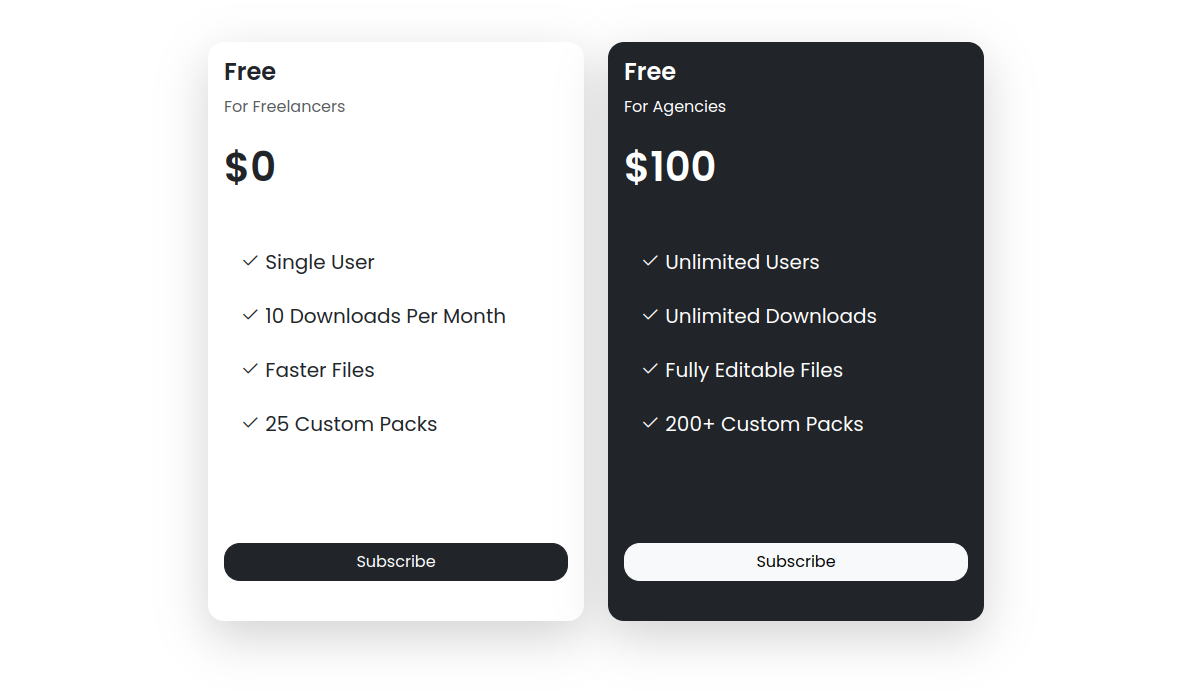 Free
For Freelancers
$0
Single User
10 Downloads Per Month
Faster Files
25 Custom Packs
Subscribe
Free
For Agencies
$100
Unlimited Users
Unlimited Downloads
Fully Editable Files
200+ Custom Packs
Subscribe